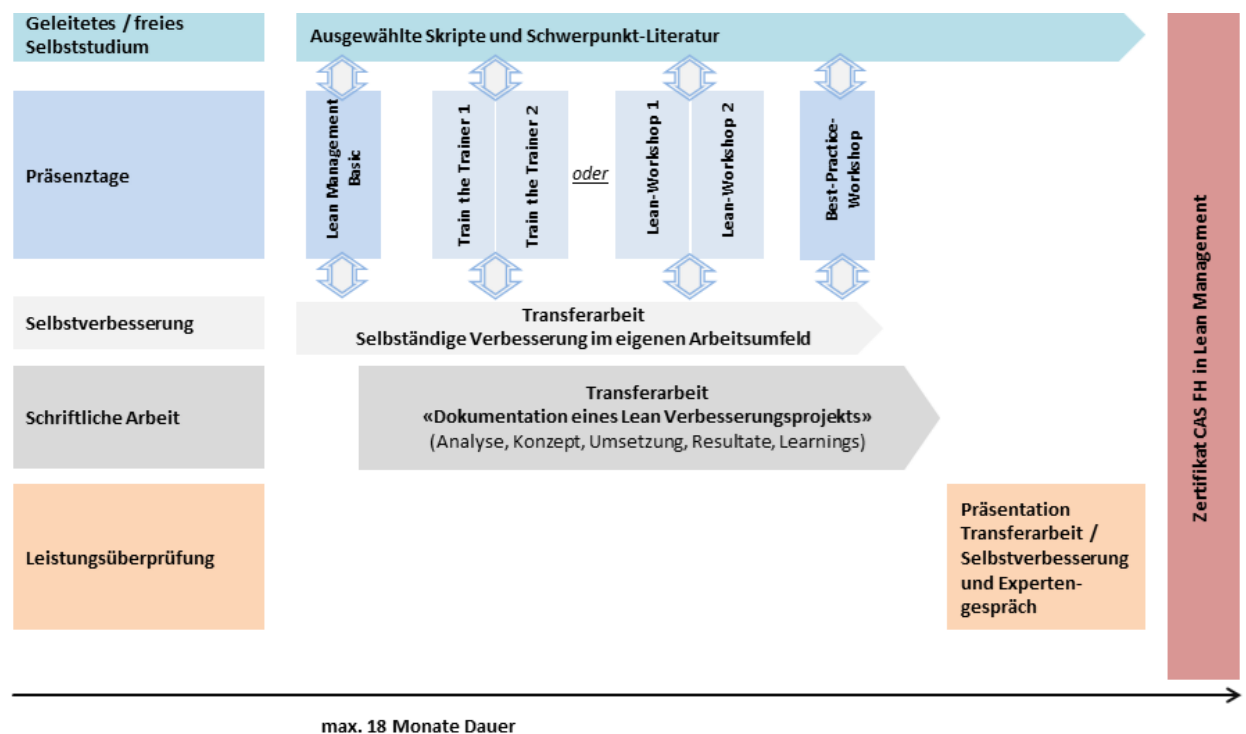 Geleitetes / freies
Selbststudium
Ausgewählte Skripte und Schwerpunkt-Literatur
Präsenztage
Lean Management
Basic
Train the Trainer 1
Train the Trainer 2
oder
Lean-Workshop 1
Lean-Workshop 2
Best-Practice-
Workshop
Selbstverbesserung
Transferarbeit
Selbständige Verbesserung im eigenen Arbeitsumfeld
Schriftliche Arbeit
Transferarbeit
«Dokumentation eines Lean Verbesserungsprojekts»
(Analyse, Konzept, Umsetzung, Resultate, Learnings)
Leistungsüberprüfung
Präsentation
Transferarbeit /
Selbstverbesserung
und Experten-
gespräch
Zertifikat CAS FH in Lean Management
max. 18 Monate Dauer